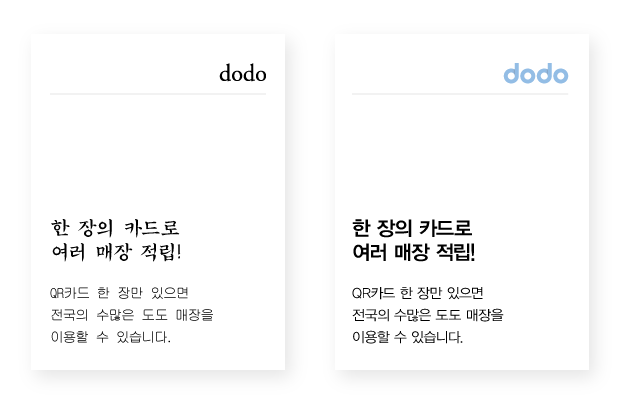 dodo
한 장의 카드로
여러 매장 적립!
QR카드 한 장만 있으면
전국의 수많은 도도 매장을
이용할 수 있습니다.
dodo
한 장의 카드로
여러 매장 적립!
QR카드 한 장만 있으면
전국의 수많은 도도 매장을
이용할 수 있습니다.